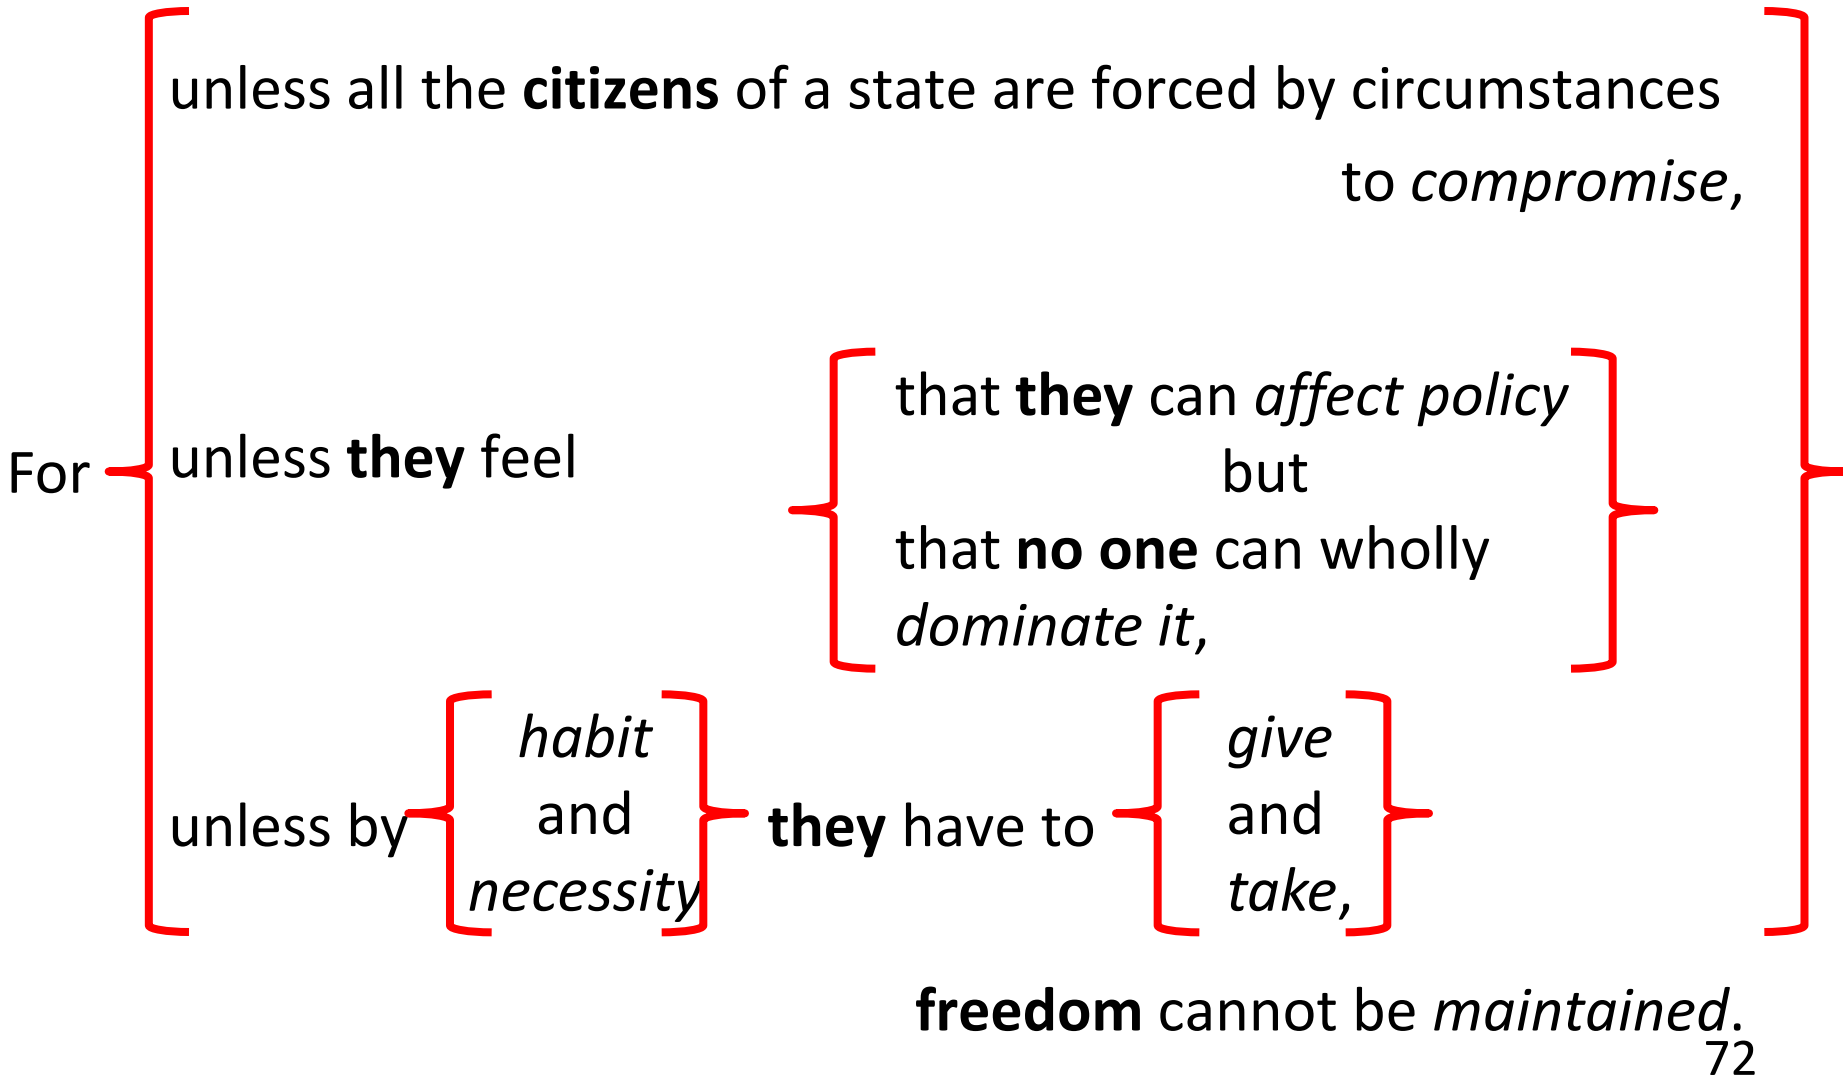 unless all the citizens of a state are forced by circumstances
to compromise,
For
unless they feel
that they can affect policy
but
that no one can wholly
dominate it,
unless by
habit
and
necessity
they have to
give
and
take,
freedom cannot be maintained.
72